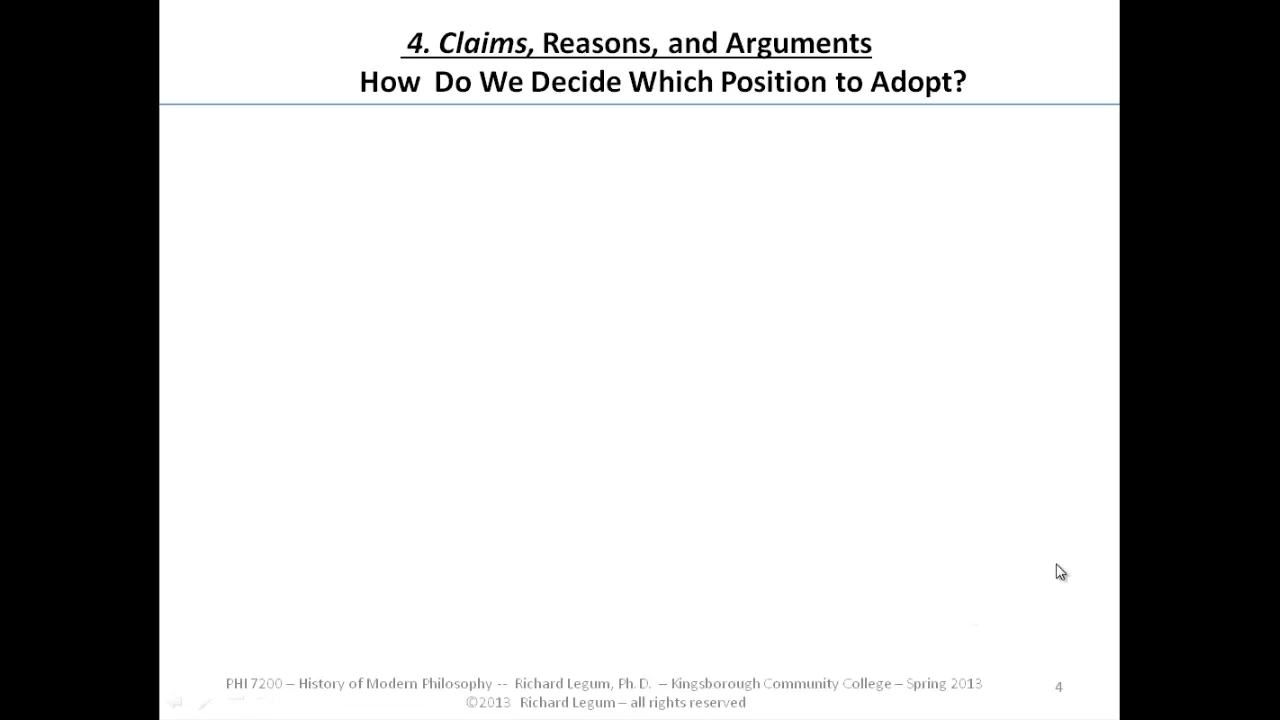 4. Claims, Reasons, and Arguments
How Do We Decide Which Position to Adopt?
PHI 7200 – History of Modern Philosophy -- Richard Legum, Ph. D. – Kingsborough Community College – Spring 2013
©2013 Richard Legum – all rights reserved
4